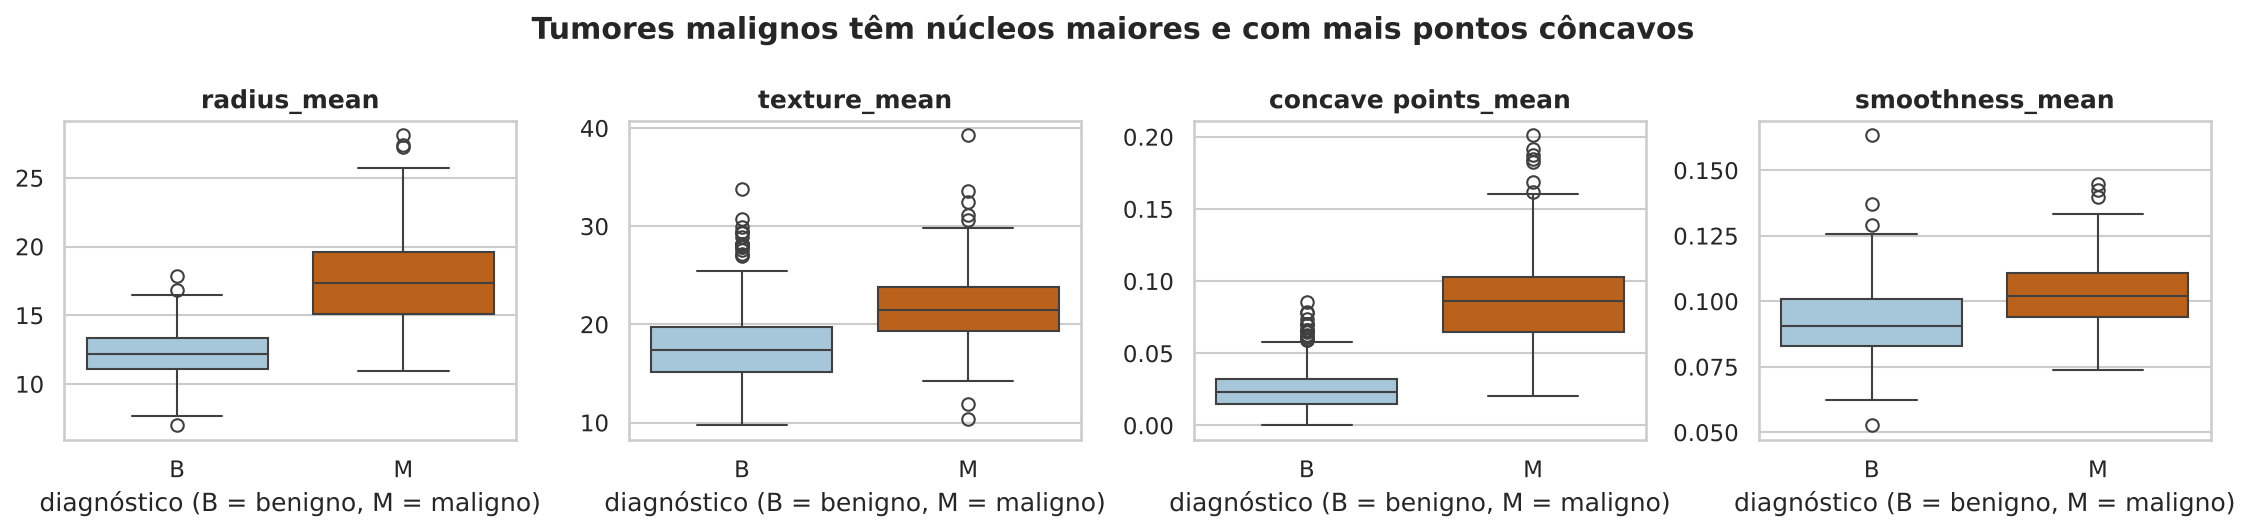 Tumores malignos têm núcleos maiores e com mais pontos côncavos
radius_mean
25
20
15
10
B
M
diagnóstico (B = benigno, M = maligno)
texture_mean
40
30
20
10
B
M
diagnóstico (B = benigno, M = maligno)
concave points_mean
0.20
0.15
0.10
0.05
0.00
B
M
diagnóstico (B = benigno, M = maligno)
smoothness_mean
0.150
0.125
0.100
0.075
0.050
B
M
diagnóstico (B = benigno, M = maligno)